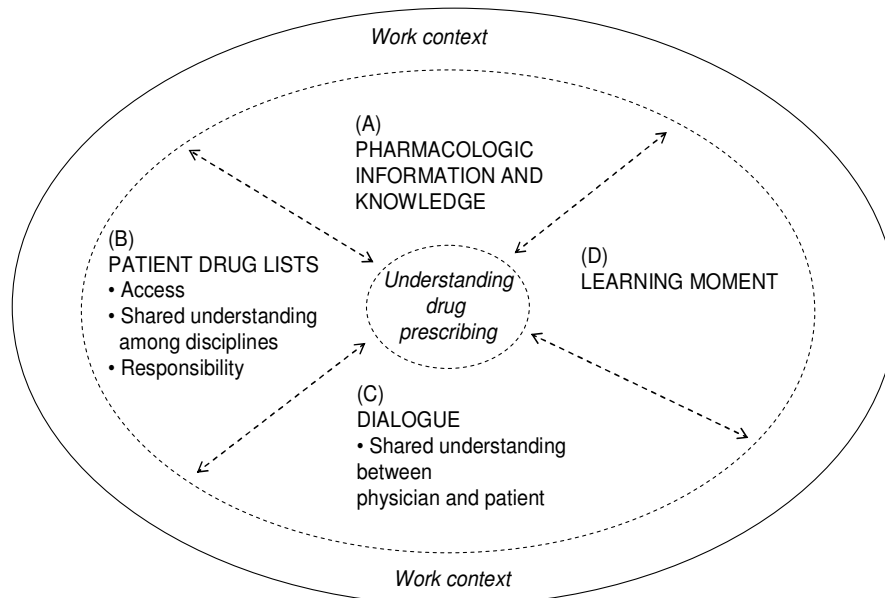 Work context
(A)
PHARMACOLOGIC
INFORMATION AND
KNOWLEDGE
(B)
PATIENT DRUG LISTS
• Access
• Shared understanding
among disciplines
• Responsibility
Understanding
drug
prescribing
(D)
LEARNING MOMENT
(C)
DIALOGUE
• Shared understanding
between
physician and patient
Work context